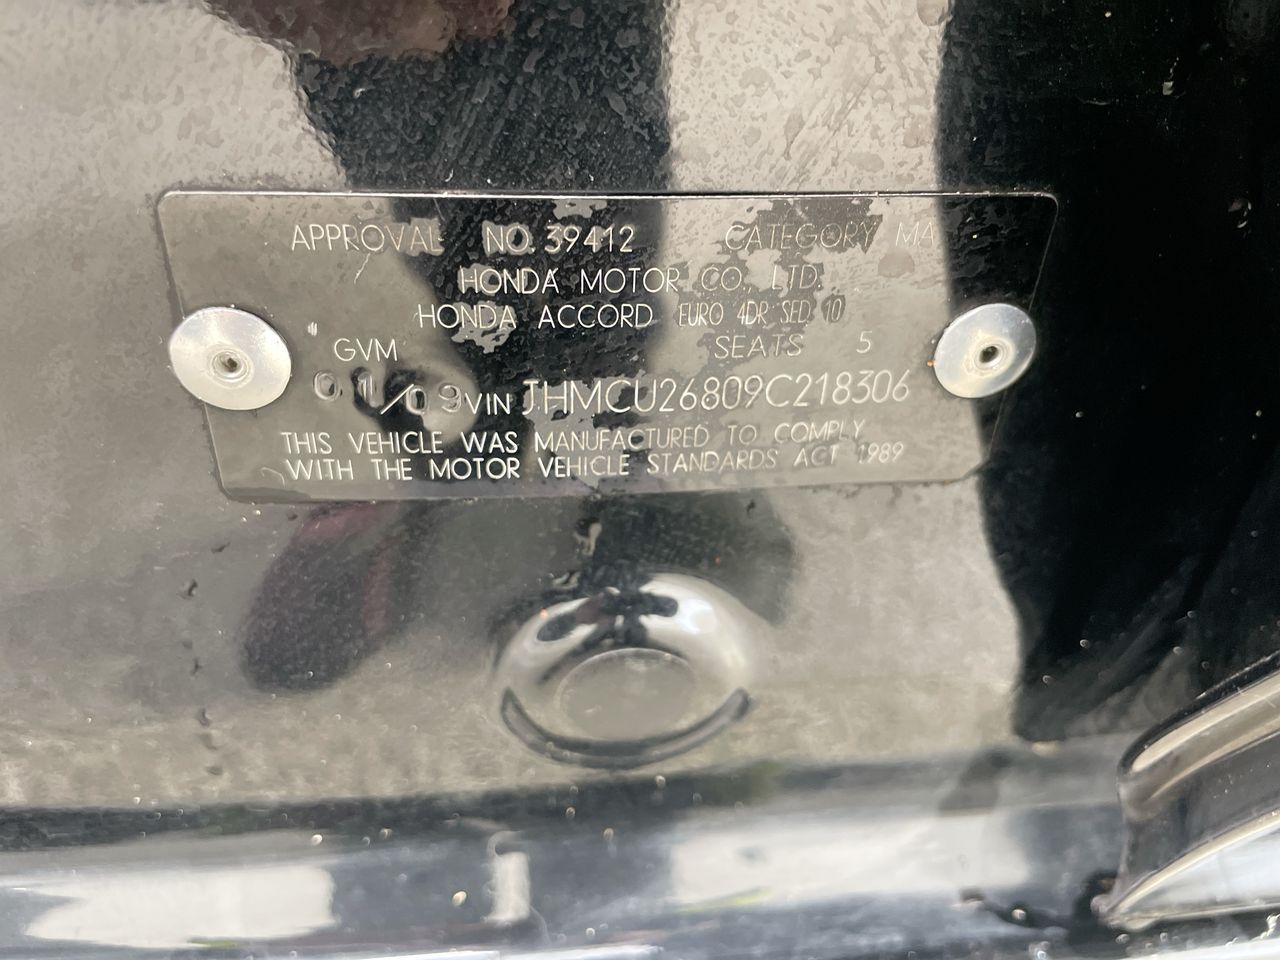 APPROVAL NO. 39412 CATEGORY MA
HONDA MOTOR CO., LTD.
HONDA ACCORD EURO 4DR SED 10
GVM SEATS 5
01/09 VIN JHMCU26809C218306
THIS VEHICLE WAS MANUFACTURED TO COMPLY
WITH THE MOTOR VEHICLE STANDARDS ACT 1989